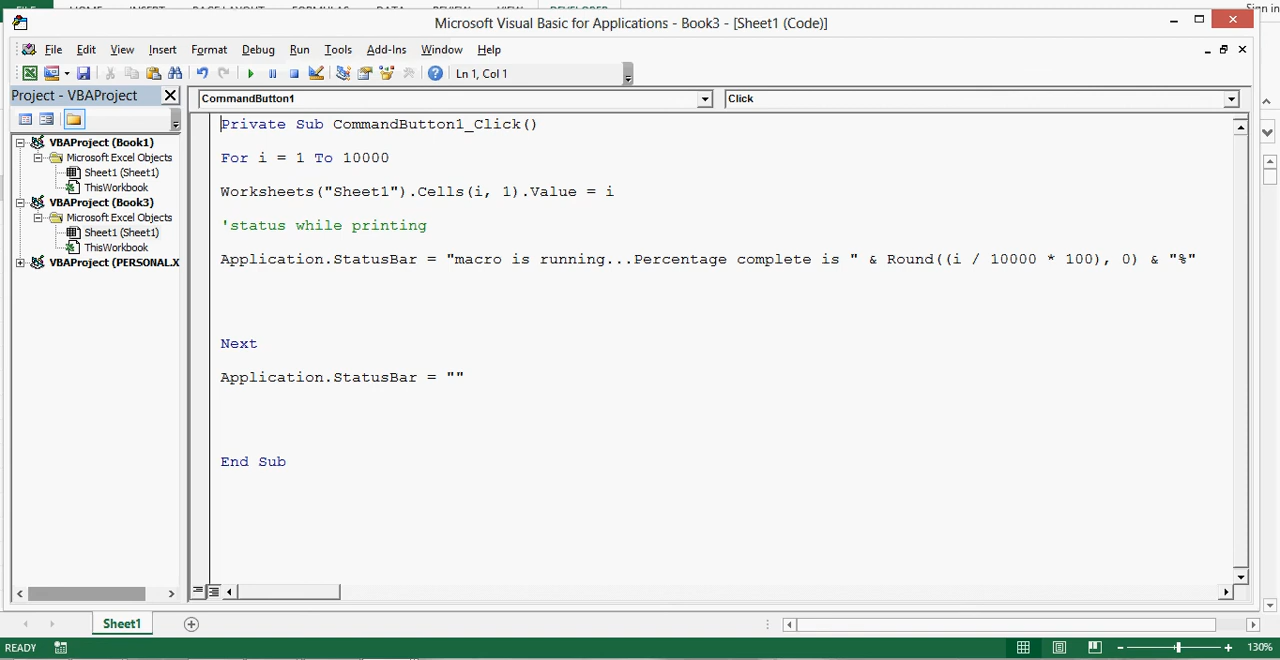 Sign in
Microsoft Visual Basic for Applications - Book3 - [Sheet1 (Code)]
File Edit View Insert Format Debug Run Tools Add-Ins Window Help
Ln 1, Col 1
Project - VBAProject
CommandButton1
Click
VBAProject (Book1)
Microsoft Excel Objects
Sheet1 (Sheet1)
ThisWorkbook
VBAProject (Book3)
Microsoft Excel Objects
Sheet1 (Sheet1)
ThisWorkbook
VBAProject (PERSONAL.X
Private Sub CommandButton1_Click()
For i = 1 To 10000
Worksheets("Sheet1").Cells(i, 1).Value = i
'status while printing
Application.StatusBar = "macro is running...Percentage complete is " & Round((i / 10000 * 100), 0) & "%"
Next
Application.StatusBar = ""
End Sub
Sheet1
READY
130%